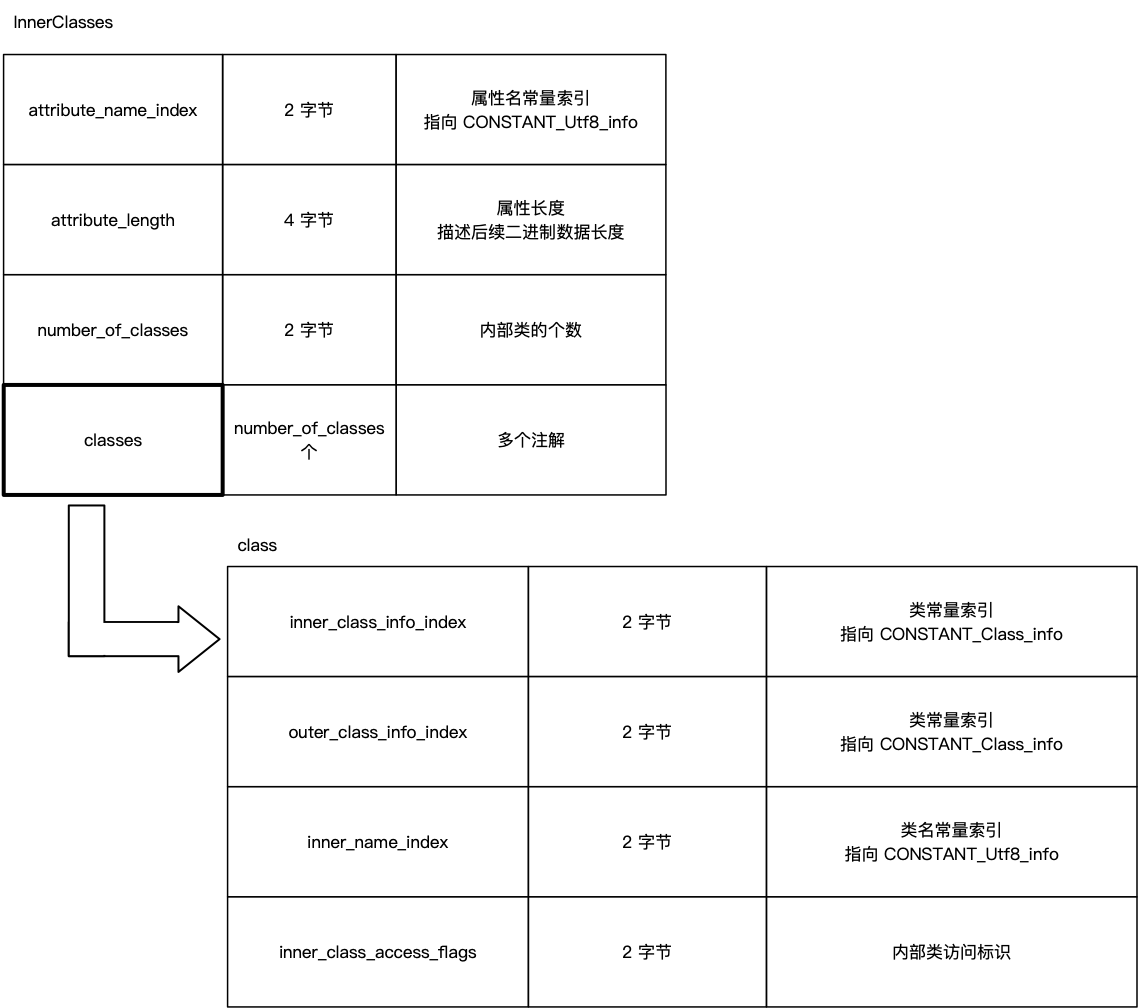 InnerClasses
attribute_name_index
2 字节
属性名常量索引
指向 CONSTANT_Utf8_info
attribute_length
4 字节
属性长度
描述后续二进制数据长度
number_of_classes
2 字节
内部类的个数
classes
number_of_classes
个
多个注解
class
inner_class_info_index
2 字节
类常量索引
指向 CONSTANT_Class_info
outer_class_info_index
2 字节
类常量索引
指向 CONSTANT_Class_info
inner_name_index
2 字节
类名常量索引
指向 CONSTANT_Utf8_info
inner_class_access_flags
2 字节
内部类访问标识